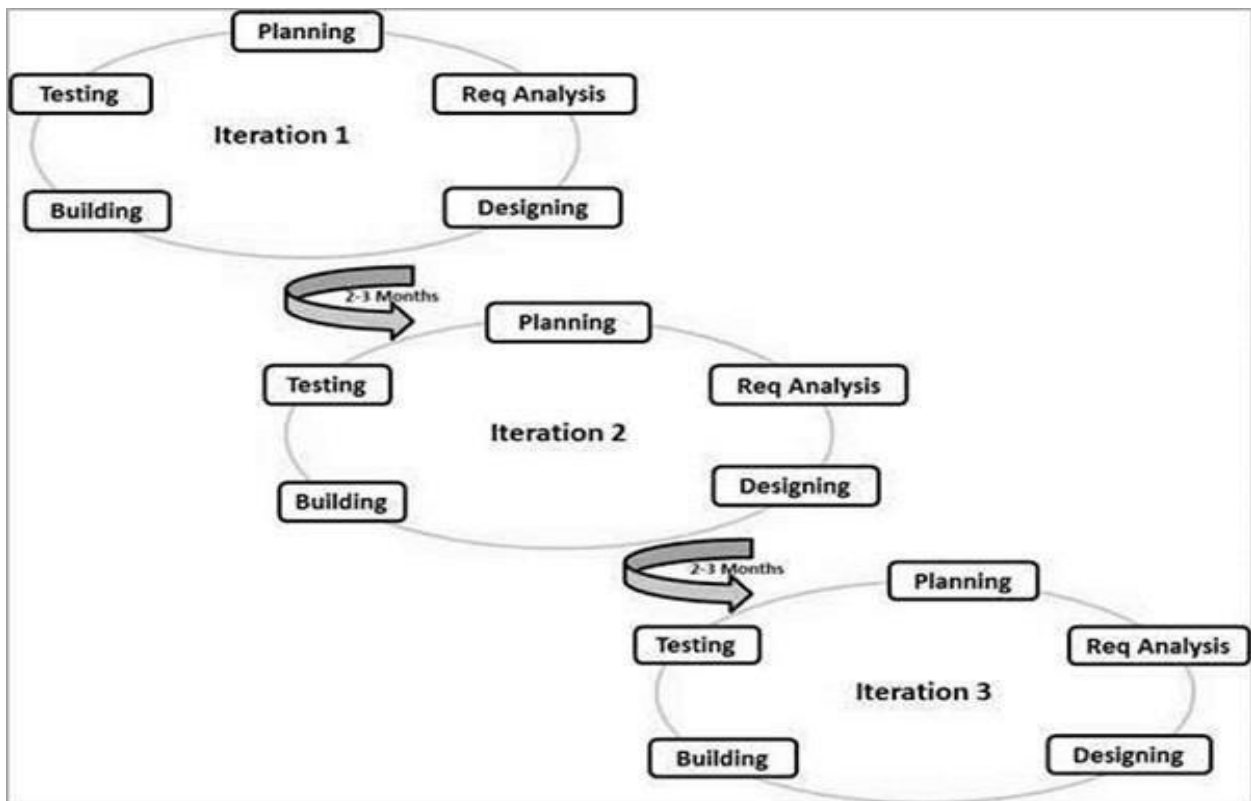 Planning
Testing
Req Analysis
Iteration 1
Building
Designing
2-3 Months
Planning
Testing
Req Analysis
Iteration 2
Building
Designing
2-3 Months
Planning
Testing
Req Analysis
Iteration 3
Building
Designing